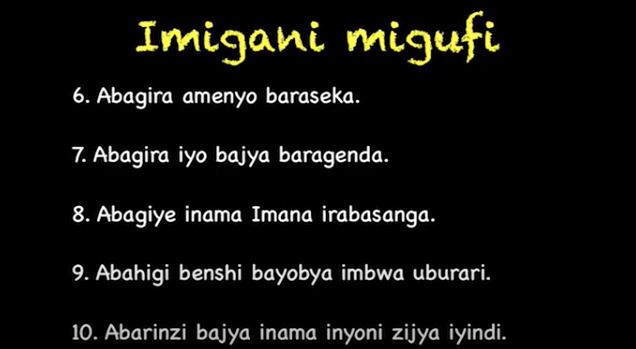 Imigani migufi
6. Abagira amenyo baraseka.
7. Abagira iyo bajya baragenda.
8. Abagiye inama Imana irabasanga.
9. Abahigi benshi bayobya imbwa uburari.
10. Abarinzi bajya inama inyoni zijya iyindi.